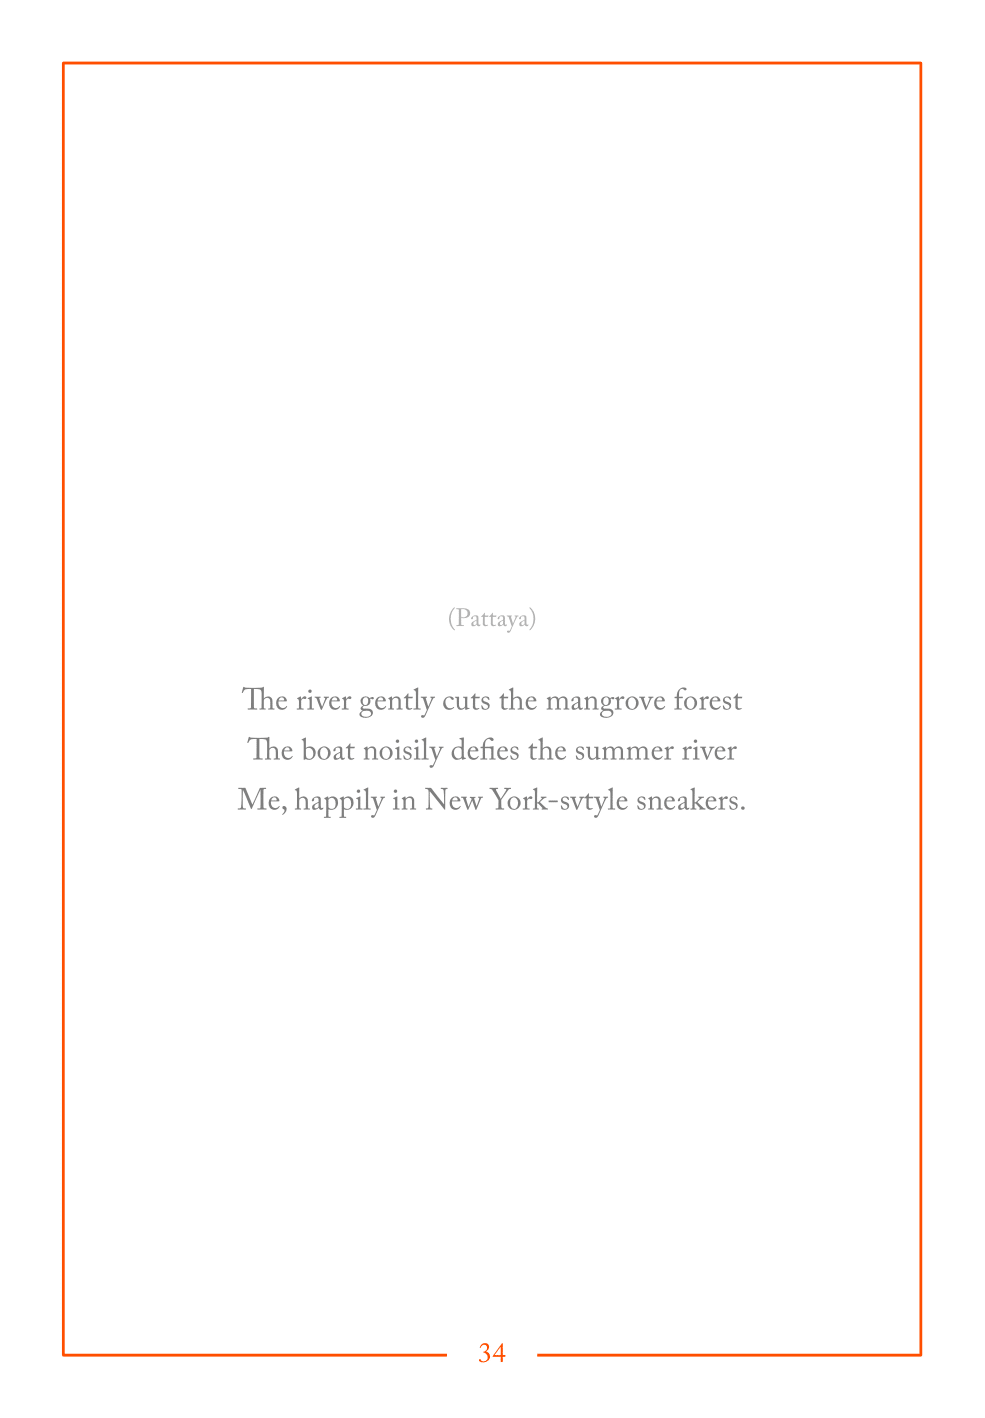 (Pattaya)
The river gently cuts the mangrove forest
The boat noisily defies the summer river
Me, happily in New York-svtyle sneakers.
34